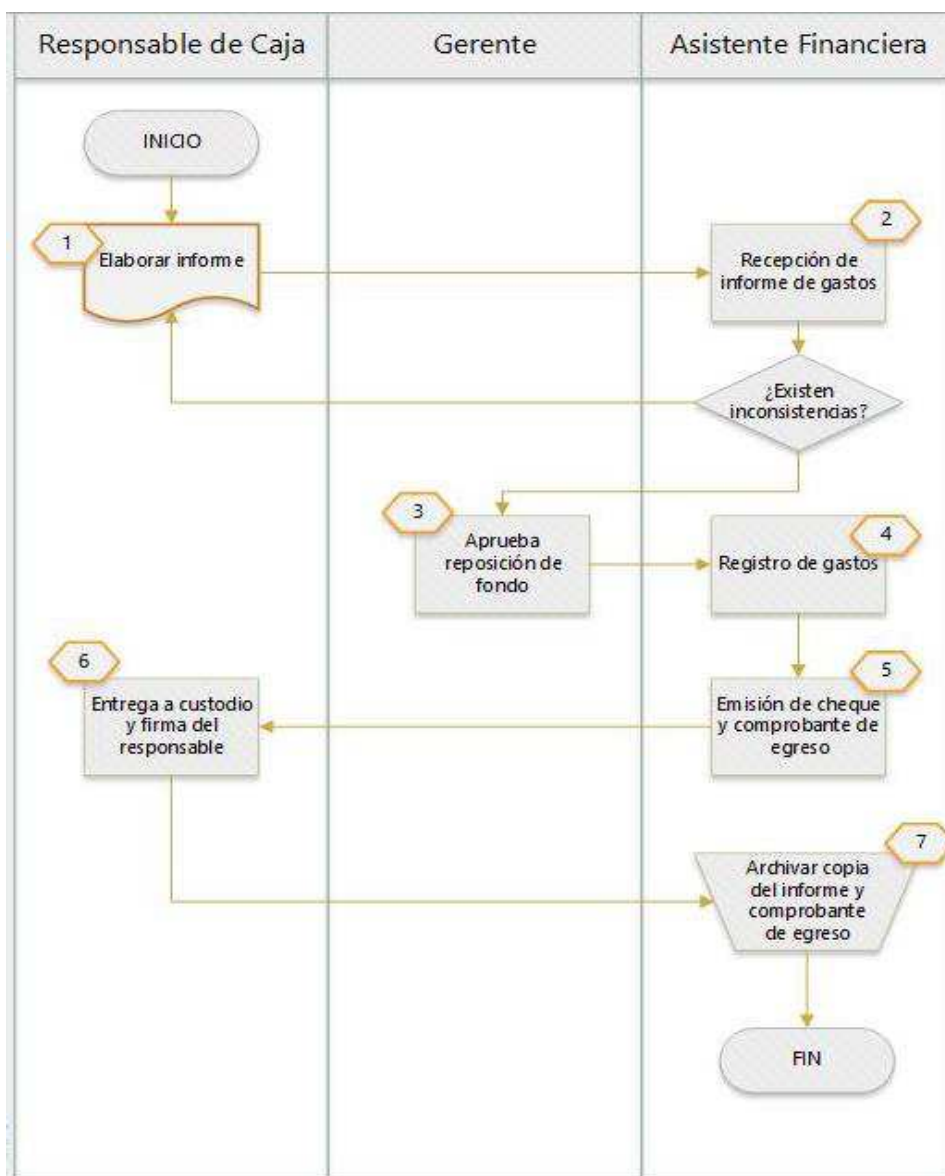 Responsable de Caja
Gerente
Asistente Financiera
INICIO
1
Elaborar informe
2
Recepción de
informe de gastos
¿Existen
inconsistencias?
3
Aprueba
reposición de
fondo
4
Registro de gastos
5
Emisión de cheque
y comprobante de
egreso
6
Entrega a custodio
y firma del
responsable
7
Archivar copia
del informe y
comprobante
de egreso
FIN